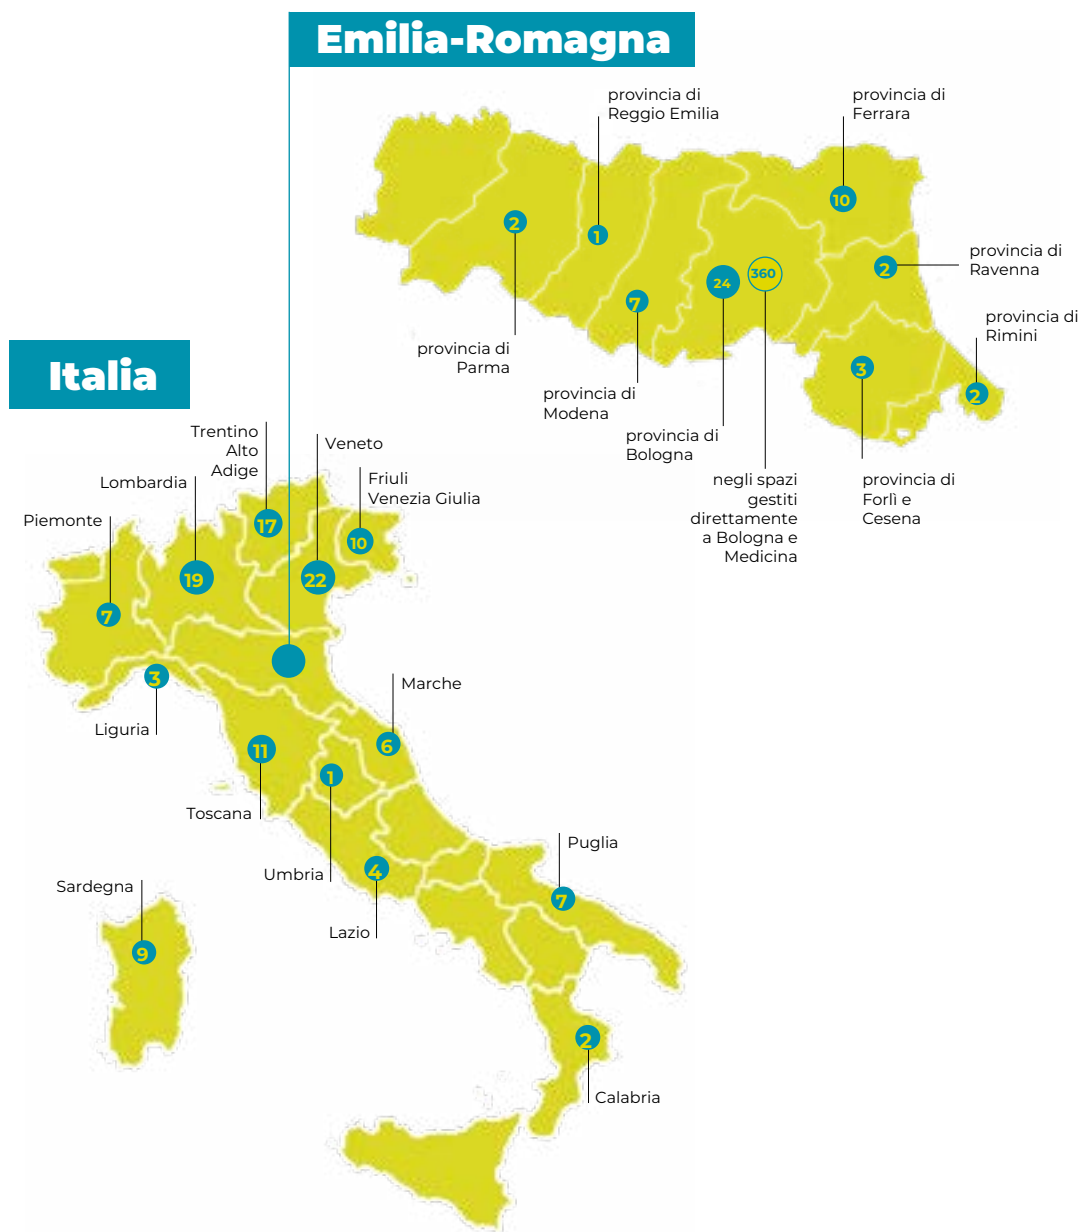 Emilia-Romagna
provincia di
Reggio Emilia
provincia di
Ferrara
10
2
1
provincia di
Ravenna
2
360
24
7
provincia di
Rimini
provincia di
Parma
3
provincia di
Modena
2
provincia di
Bologna
negli spazi
gestiti
direttamente
a Bologna e
Medicina
provincia di
Forlì e
Cesena
Italia
Trentino
Alto
Adige
Veneto
Lombardia
Friuli
Venezia Giulia
Piemonte
17
10
19
22
7
3
Marche
Liguria
6
11
1
Toscana
Puglia
Umbria
4
Sardegna
7
Lazio
9
2
Calabria